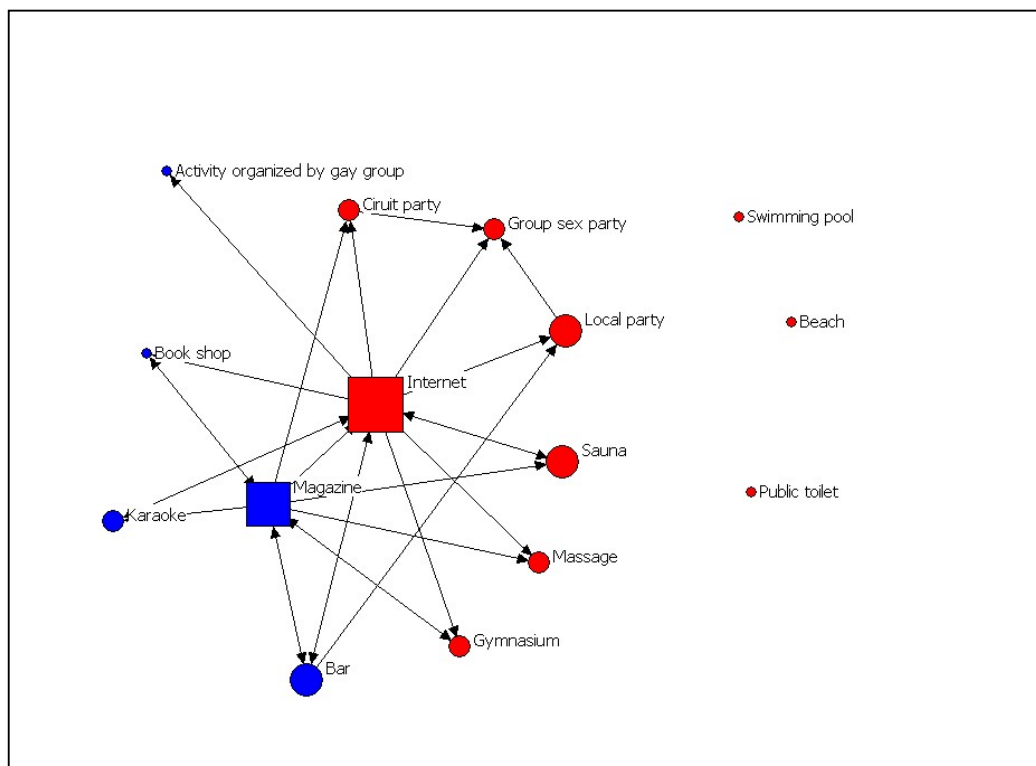 Activity organized by gay group
Ciruit party
Group sex party
Swimming pool
Local party
Beach
Book shop
Internet
Sauna
Magazine
Public toilet
Karaoke
Massage
Gymnasium
Bar